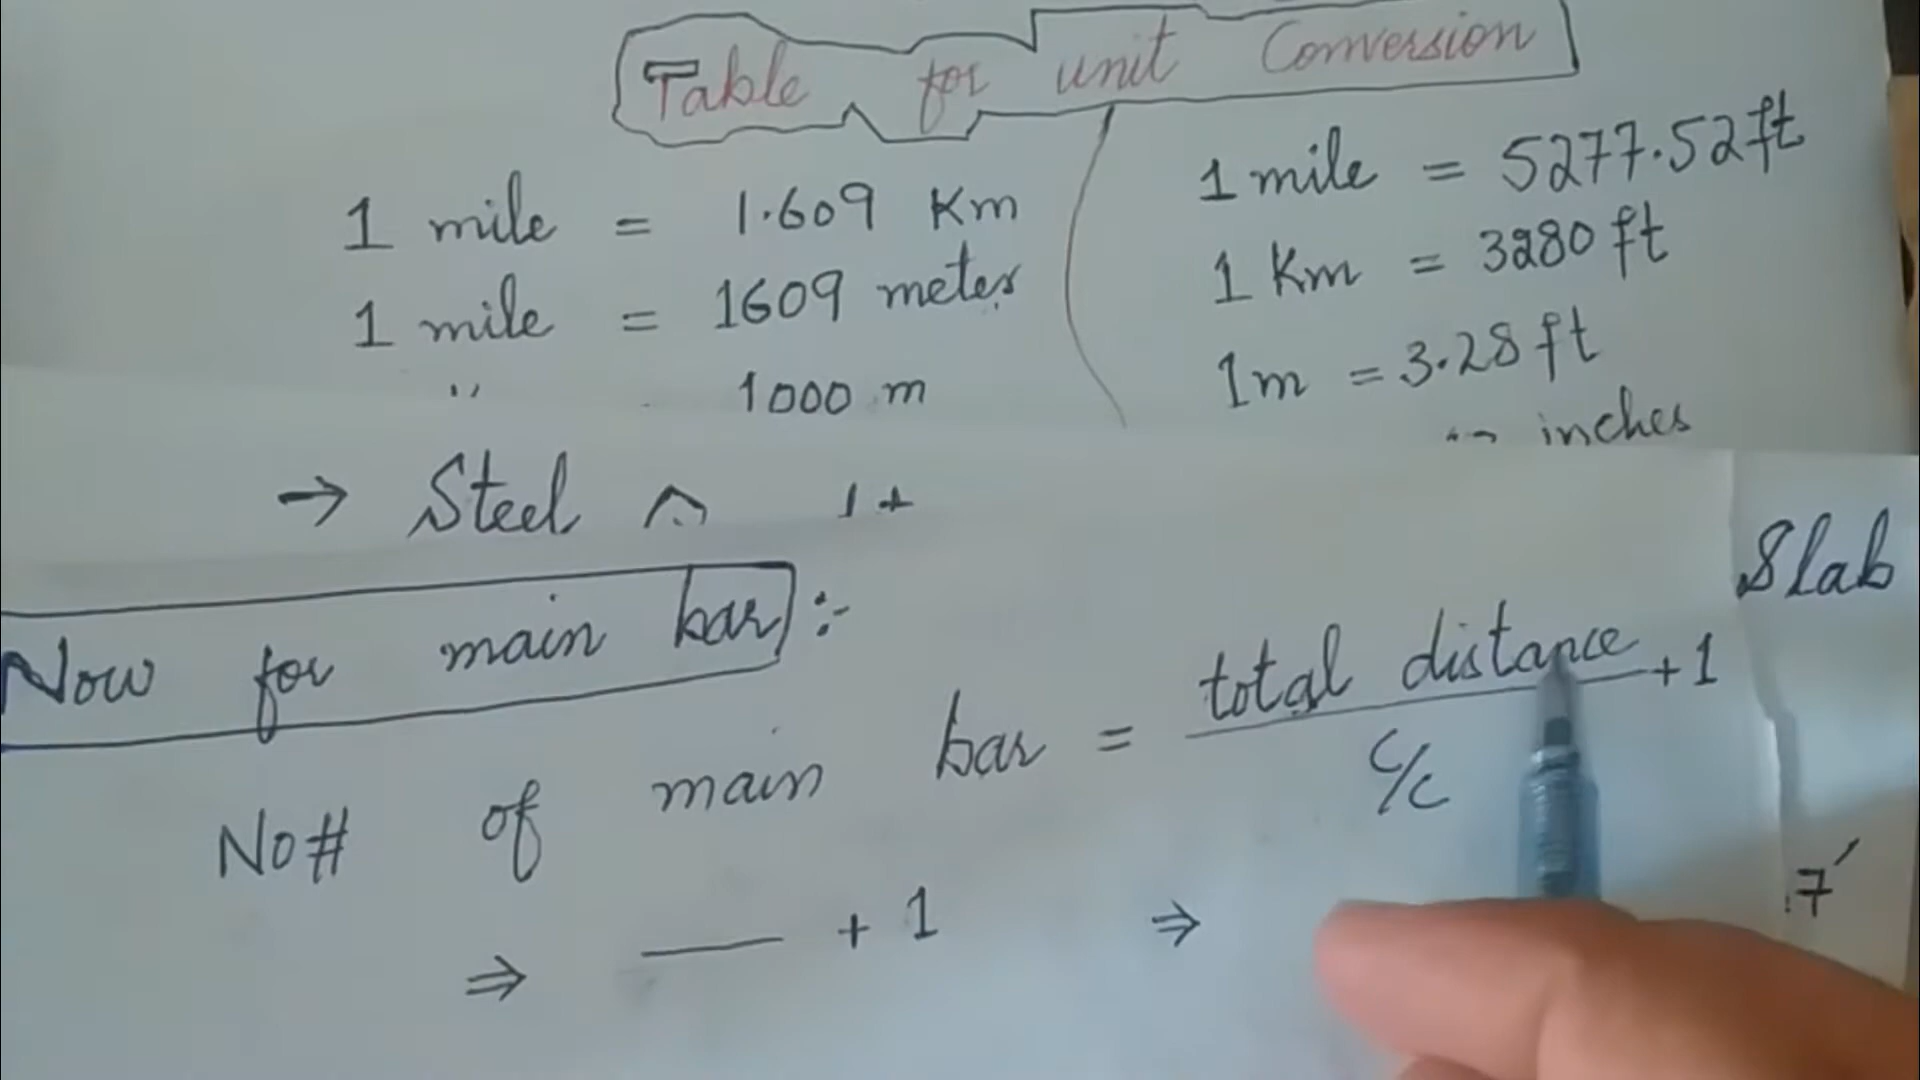 Table for unit Conversion
1 mile = 1.609 Km
1 mile = 1609 meter
" 1000 m
1 mile = 5277.52 ft
1 Km = 3280 ft
1m = 3.28 ft
inches
→ Steel
Slab
Now for main bar :-
No# of main bar = total distance / c/c + 1
⇒ — + 1 ⇒
7'